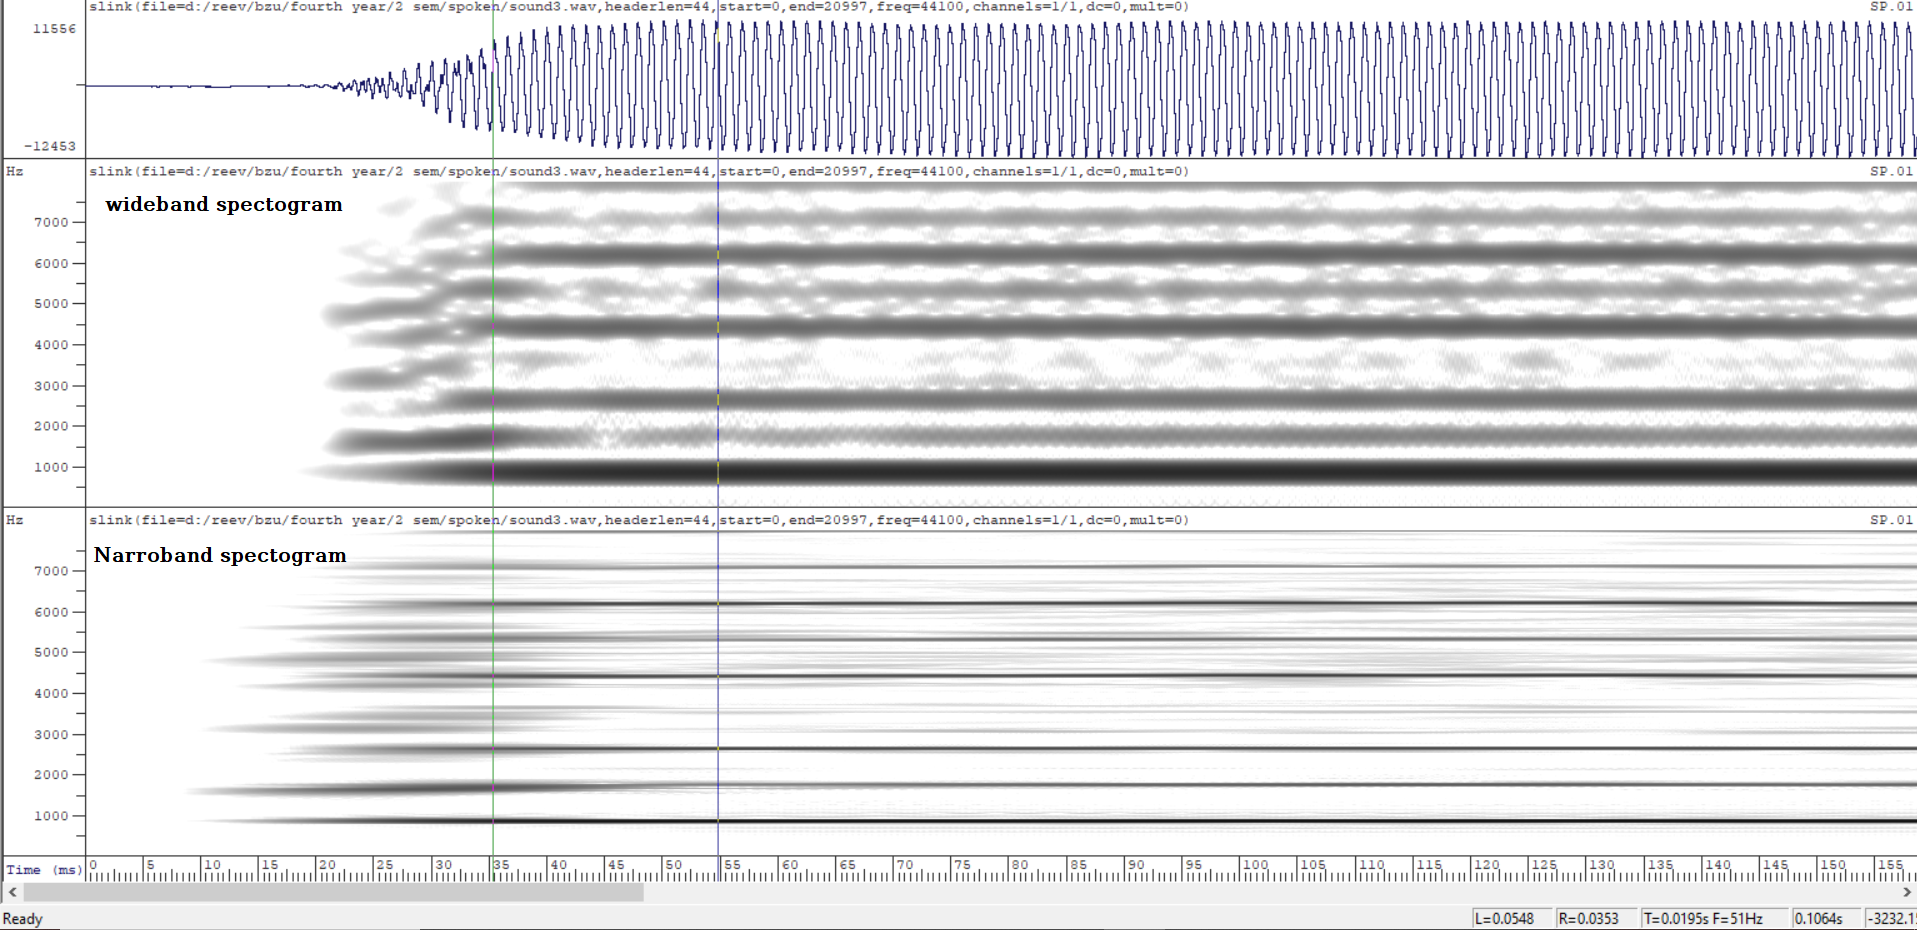 slink(file=d:/reev/bzu/fourth year/2 sem/spoken/sound3.wav,headerlen=44,start=0,end=20997,freq=44100,channels=1/1,dc=0,mult=0) SP.01
11556
-12453
Hz slink(file=d:/reev/bzu/fourth year/2 sem/spoken/sound3.wav,headerlen=44,start=0,end=20997,freq=44100,channels=1/1,dc=0,mult=0) SP.01
wideband spectogram
7000
6000
5000
4000
3000
2000
1000
Hz slink(file=d:/reev/bzu/fourth year/2 sem/spoken/sound3.wav,headerlen=44,start=0,end=20997,freq=44100,channels=1/1,dc=0,mult=0) SP.01
Narroband spectogram
7000
6000
5000
4000
3000
2000
1000
Time (ms) 0 5 10 15 20 25 30 35 40 45 50 55 60 65 70 75 80 85 90 95 100 105 110 115 120 125 130 135 140 145 150 155
Ready L=0.0548 R=0.0353 T=0.0195s F=51Hz 0.1064s -3232.1